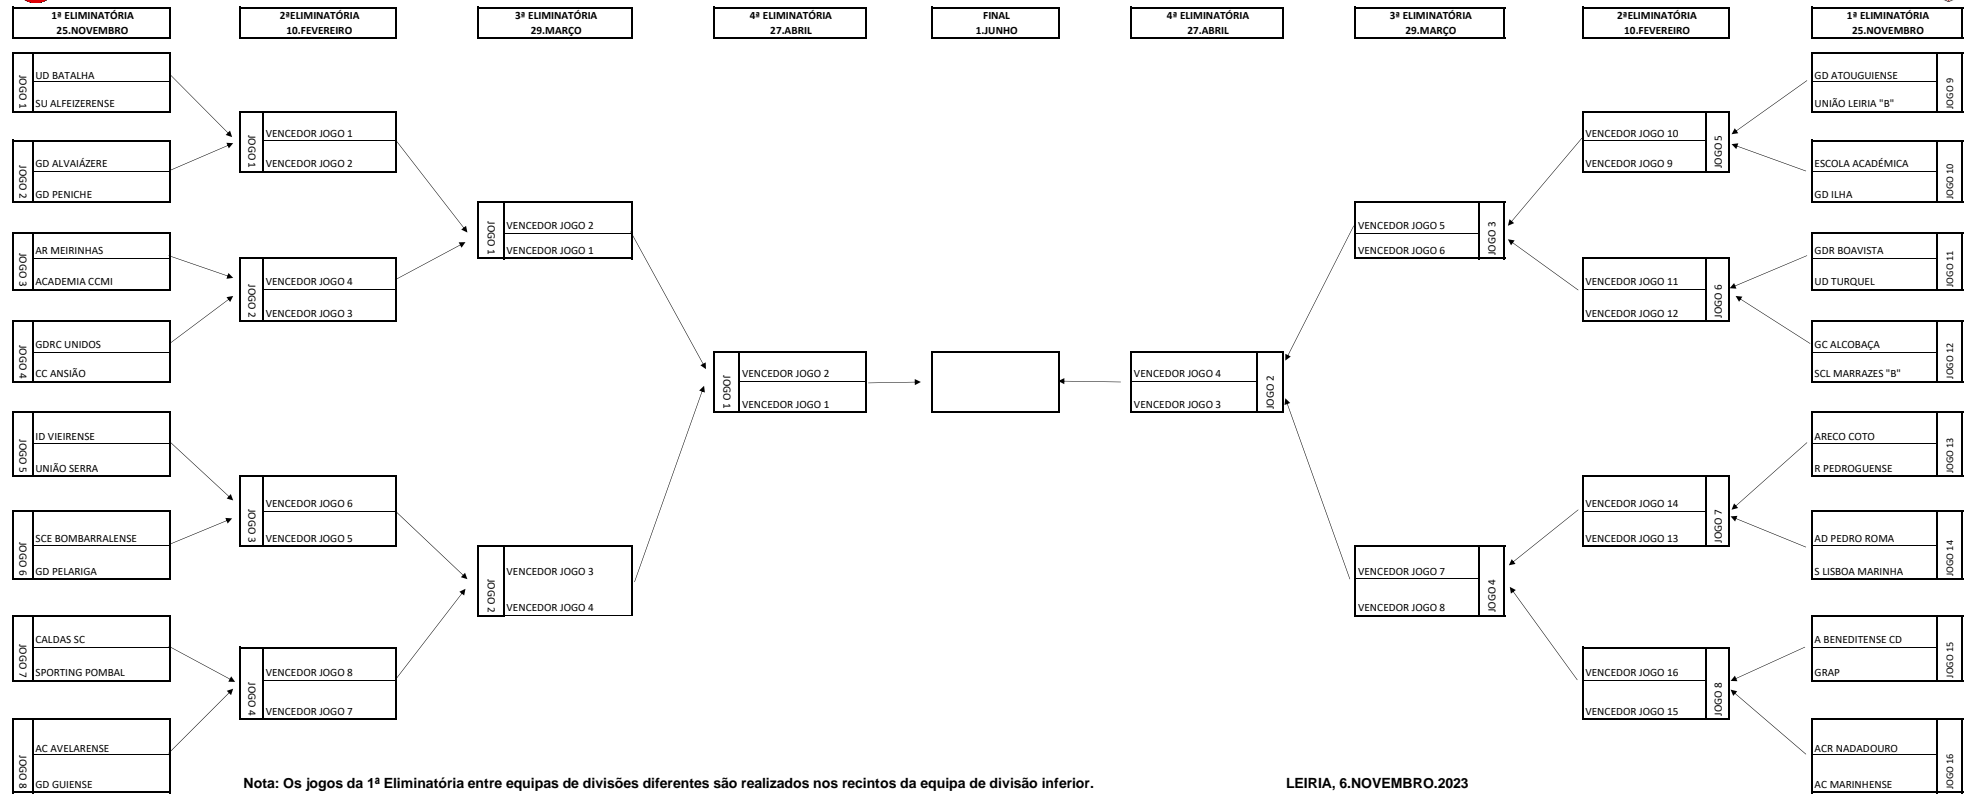 1ª ELIMINATÓRIA
25.NOVEMBRO
2ªELIMINATÓRIA
10.FEVEREIRO
3ª ELIMINATÓRIA
29.MARÇO
4ª ELIMINATÓRIA
27.ABRIL
FINAL
1.JUNHO
4ª ELIMINATÓRIA
27.ABRIL
3ª ELIMINATÓRIA
29.MARÇO
2ªELIMINATÓRIA
10.FEVEREIRO
1ª ELIMINATÓRIA
25.NOVEMBRO
JOGO 1
UD BATALHA
SU ALFEIZERENSE
JOGO 2
GD ALVAIÁZERE
GD PENICHE
JOGO 3
AR MEIRINHAS
ACADEMIA CCMI
JOGO 4
GDRC UNIDOS
CC ANSIÃO
JOGO 5
ID VIEIRENSE
UNIÃO SERRA
JOGO 6
SCE BOMBARRALENSE
GD PELARIGA
JOGO 7
CALDAS SC
SPORTING POMBAL
JOGO 8
AC AVELARENSE
GD GUIENSE
JOGO 1
VENCEDOR JOGO 1
VENCEDOR JOGO 2
JOGO 2
VENCEDOR JOGO 4
VENCEDOR JOGO 3
JOGO 3
VENCEDOR JOGO 6
VENCEDOR JOGO 5
JOGO 4
VENCEDOR JOGO 8
VENCEDOR JOGO 7
JOGO 1
VENCEDOR JOGO 2
VENCEDOR JOGO 1
JOGO 2
VENCEDOR JOGO 3
VENCEDOR JOGO 4
JOGO 1
VENCEDOR JOGO 2
VENCEDOR JOGO 1
VENCEDOR JOGO 4
VENCEDOR JOGO 3
JOGO 2
VENCEDOR JOGO 5
VENCEDOR JOGO 6
JOGO 3
VENCEDOR JOGO 7
VENCEDOR JOGO 8
JOGO 4
VENCEDOR JOGO 10
VENCEDOR JOGO 9
JOGO 5
VENCEDOR JOGO 11
VENCEDOR JOGO 12
JOGO 6
VENCEDOR JOGO 14
VENCEDOR JOGO 13
JOGO 7
VENCEDOR JOGO 16
VENCEDOR JOGO 15
JOGO 8
GD ATOUGUIENSE
UNIÃO LEIRIA "B"
JOGO 9
ESCOLA ACADÉMICA
GD ILHA
JOGO 10
GDR BOAVISTA
UD TURQUEL
JOGO 11
GC ALCOBAÇA
SCL MARRAZES "B"
JOGO 12
ARECO COTO
R PEDROGUENSE
JOGO 13
AD PEDRO ROMA
S LISBOA MARINHA
JOGO 14
A BENEDITENSE CD
GRAP
JOGO 15
ACR NADADOURO
AC MARINHENSE
JOGO 16
Nota: Os jogos da 1ª Eliminatória entre equipas de divisões diferentes são realizados nos recintos da equipa de divisão inferior.
LEIRIA, 6.NOVEMBRO.2023